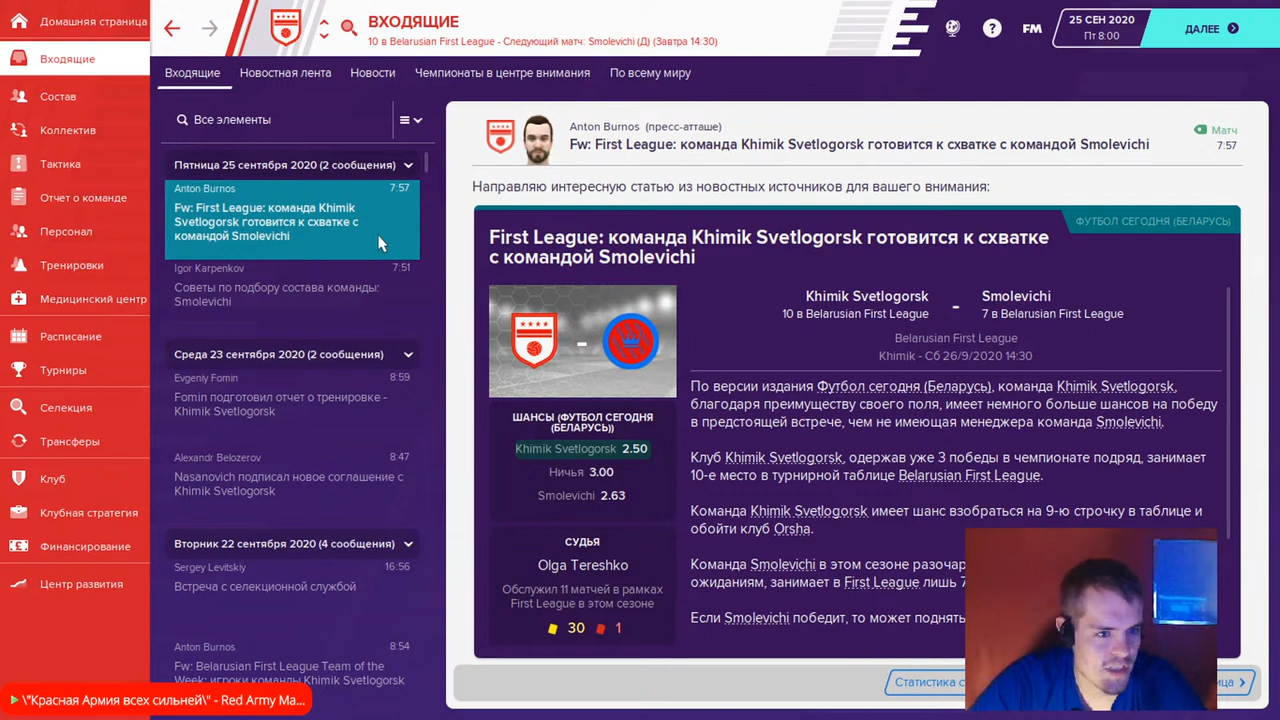 Домашняя страница
Входящие
Состав
Коллектив
Тактика
Отчет о команде
Персонал
Тренировки
Медицинский центр
Расписание
Турниры
Селекция
Трансферы
Клуб
Клубная стратегия
Финансирование
Центр развития
ВХОДЯЩИЕ
10 в Belarusian First League - Следующий матч: Smolevichi (Д) (Завтра 14:30)
?
FM
25 СЕН 2020
Пт 8:00
ДАЛЕЕ
Входящие
Новостная лента
Новости
Чемпионаты в центре внимания
По всему миру
Все элементы
Пятница 25 сентября 2020 (2 сообщения)
Anton Burnos 7:57
Fw: First League: команда Khimik
Svetlogorsk готовится к схватке с
командой Smolevichi
Igor Karpenkov 7:51
Советы по подбору состава команды:
Smolevichi
Среда 23 сентября 2020 (2 сообщения)
Evgeniy Fomin 8:59
Fomin подготовил отчет о тренировке -
Khimik Svetlogorsk
Alexandr Belozerov 8:47
Nasanovich подписал новое соглашение с
Khimik Svetlogorsk
Вторник 22 сентября 2020 (4 сообщения)
Sergey Levitskiy 16:56
Встреча с селекционной службой
Anton Burnos 8:54
Fw: Belarusian First League Team of the
Week: игроки команды Khimik Svetlogorsk
Anton Burnos (пресс-атташе)
Fw: First League: команда Khimik Svetlogorsk готовится к схватке с командой Smolevichi
Матч
7:57
Направляю интересную статью из новостных источников для вашего внимания:
ФУТБОЛ СЕГОДНЯ (БЕЛАРУСЬ)
First League: команда Khimik Svetlogorsk готовится к схватке
с командой Smolevichi
-
ШАНСЫ (ФУТБОЛ СЕГОДНЯ
(БЕЛАРУСЬ))
Khimik Svetlogorsk 2.50
Ничья 3.00
Smolevichi 2.63
СУДЬЯ
Olga Tereshko
Обслужил 11 матчей в рамках
First League в этом сезоне
30 1
Khimik Svetlogorsk - Smolevichi
10 в Belarusian First League 7 в Belarusian First League
Belarusian First League
Khimik - Сб 26/9/2020 14:30
По версии издания Футбол сегодня (Беларусь), команда Khimik Svetlogorsk,
благодаря преимуществу своего поля, имеет немного больше шансов на победу
в предстоящей встрече, чем не имеющая менеджера команда Smolevichi.
Клуб Khimik Svetlogorsk, одержав уже 3 победы в чемпионате подряд, занимает
10-е место в турнирной таблице Belarusian First League.
Команда Khimik Svetlogorsk имеет шанс взобраться на 9-ю строчку в таблице и
обойти клуб Orsha.
Команда Smolevichi в этом сезоне разочар
ожиданиям, занимает в First League лишь 7
Если Smolevichi победит, то может поднять
Статистика с
\"Красная Армия всех сильней\" - Red Army Ma...